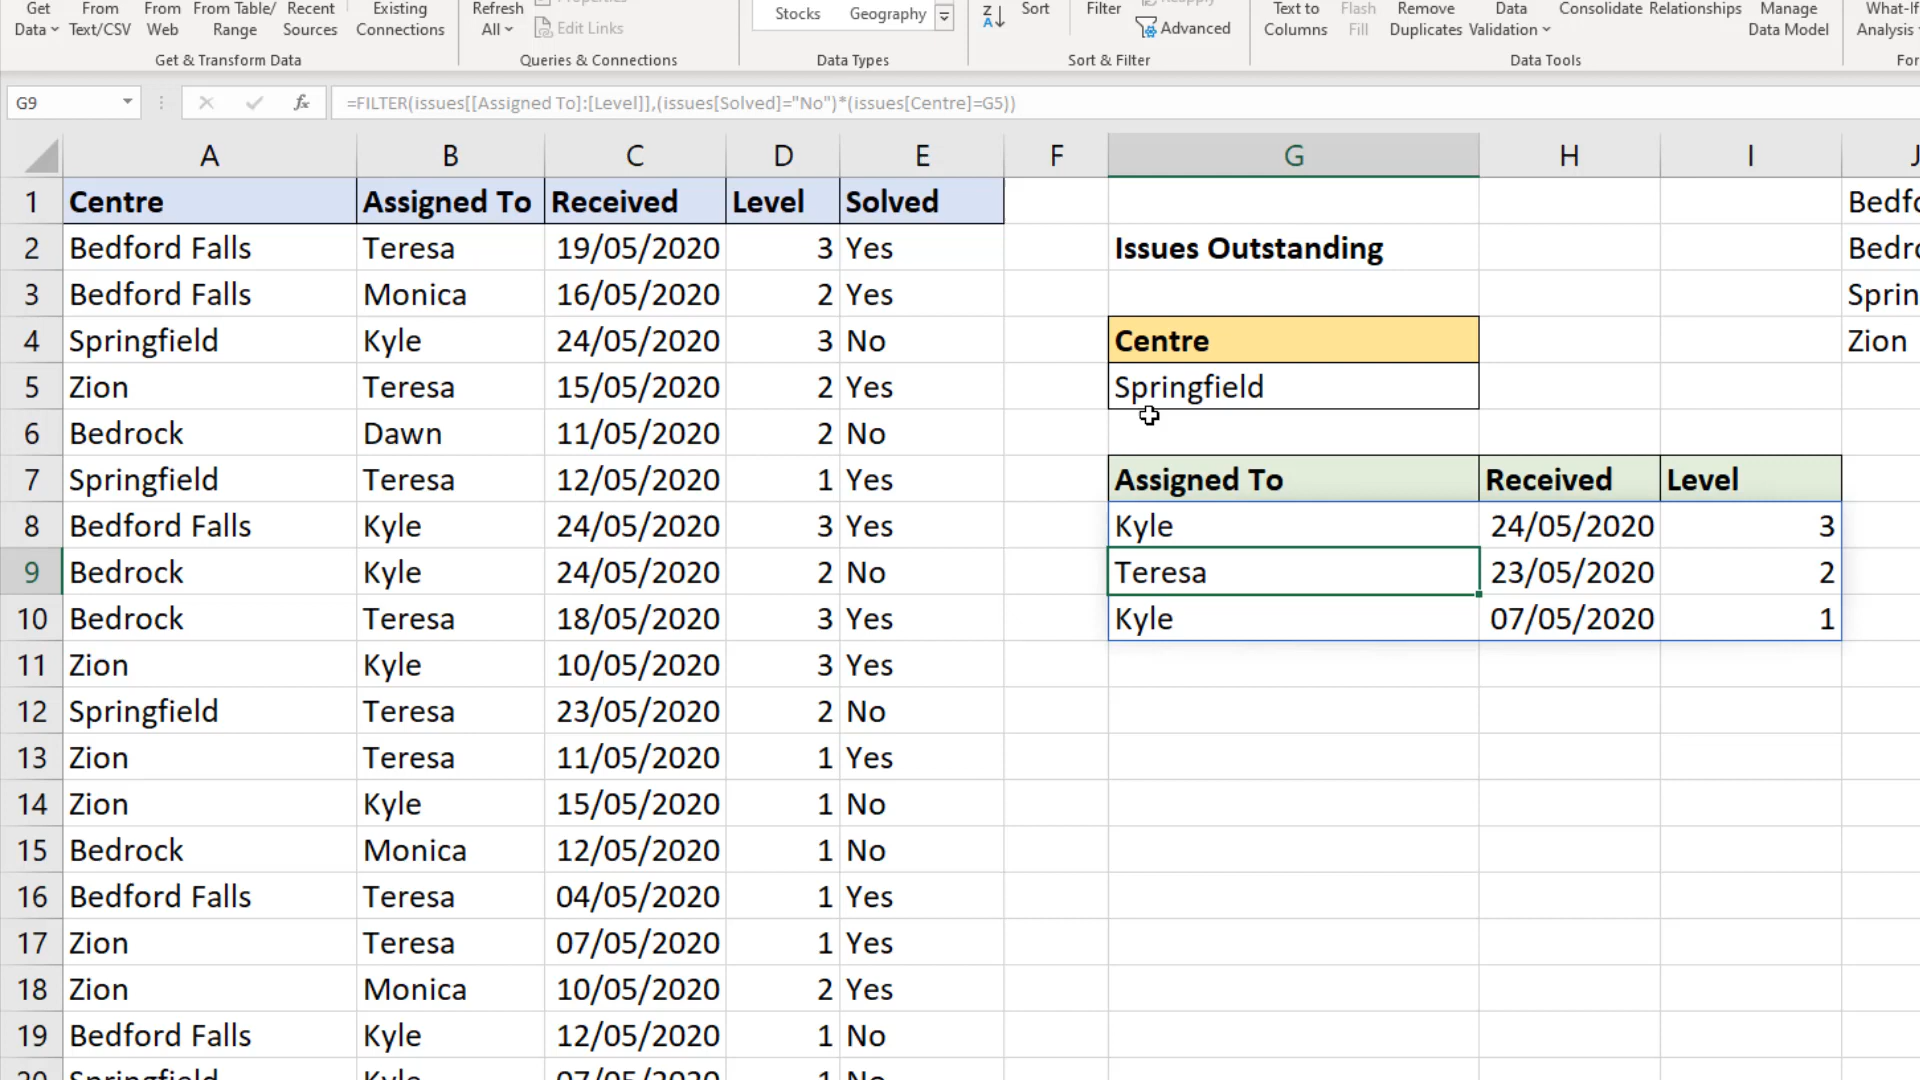 Get From From From Table/ Recent Existing Refresh Properties Stocks Geography Sort Filter Reapply Text to Flash Remove Data Consolidate Relationships Manage What-If
Data Text/CSV Web Range Sources Connections All Edit Links Z A Advanced Columns Fill Duplicates Validation Data Model Analysis
Get & Transform Data Queries & Connections Data Types Sort & Filter Data Tools
G9 fx =FILTER(issues[[Assigned To]:[Level]],(issues[Solved]="No")*(issues[Centre]=G5))
A B C D E F G H I J
1 Centre Assigned To Received Level Solved
2 Bedford Falls Teresa 19/05/2020 3 Yes Issues Outstanding
3 Bedford Falls Monica 16/05/2020 2 Yes
4 Springfield Kyle 24/05/2020 3 No Centre Zion
5 Zion Teresa 15/05/2020 2 Yes Springfield
6 Bedrock Dawn 11/05/2020 2 No
7 Springfield Teresa 12/05/2020 1 Yes Assigned To Received Level
8 Bedford Falls Kyle 24/05/2020 3 Yes Kyle 24/05/2020 3
9 Bedrock Kyle 24/05/2020 2 No Teresa 23/05/2020 2
10 Bedrock Teresa 18/05/2020 3 Yes Kyle 07/05/2020 1
11 Zion Kyle 10/05/2020 3 Yes
12 Springfield Teresa 23/05/2020 2 No
13 Zion Teresa 11/05/2020 1 Yes
14 Zion Kyle 15/05/2020 1 No
15 Bedrock Monica 12/05/2020 1 No
16 Bedford Falls Teresa 04/05/2020 1 Yes
17 Zion Teresa 07/05/2020 1 Yes
18 Zion Monica 10/05/2020 2 Yes
19 Bedford Falls Kyle 12/05/2020 1 No
20 Springfield Kyle 07/05/2020 1 No